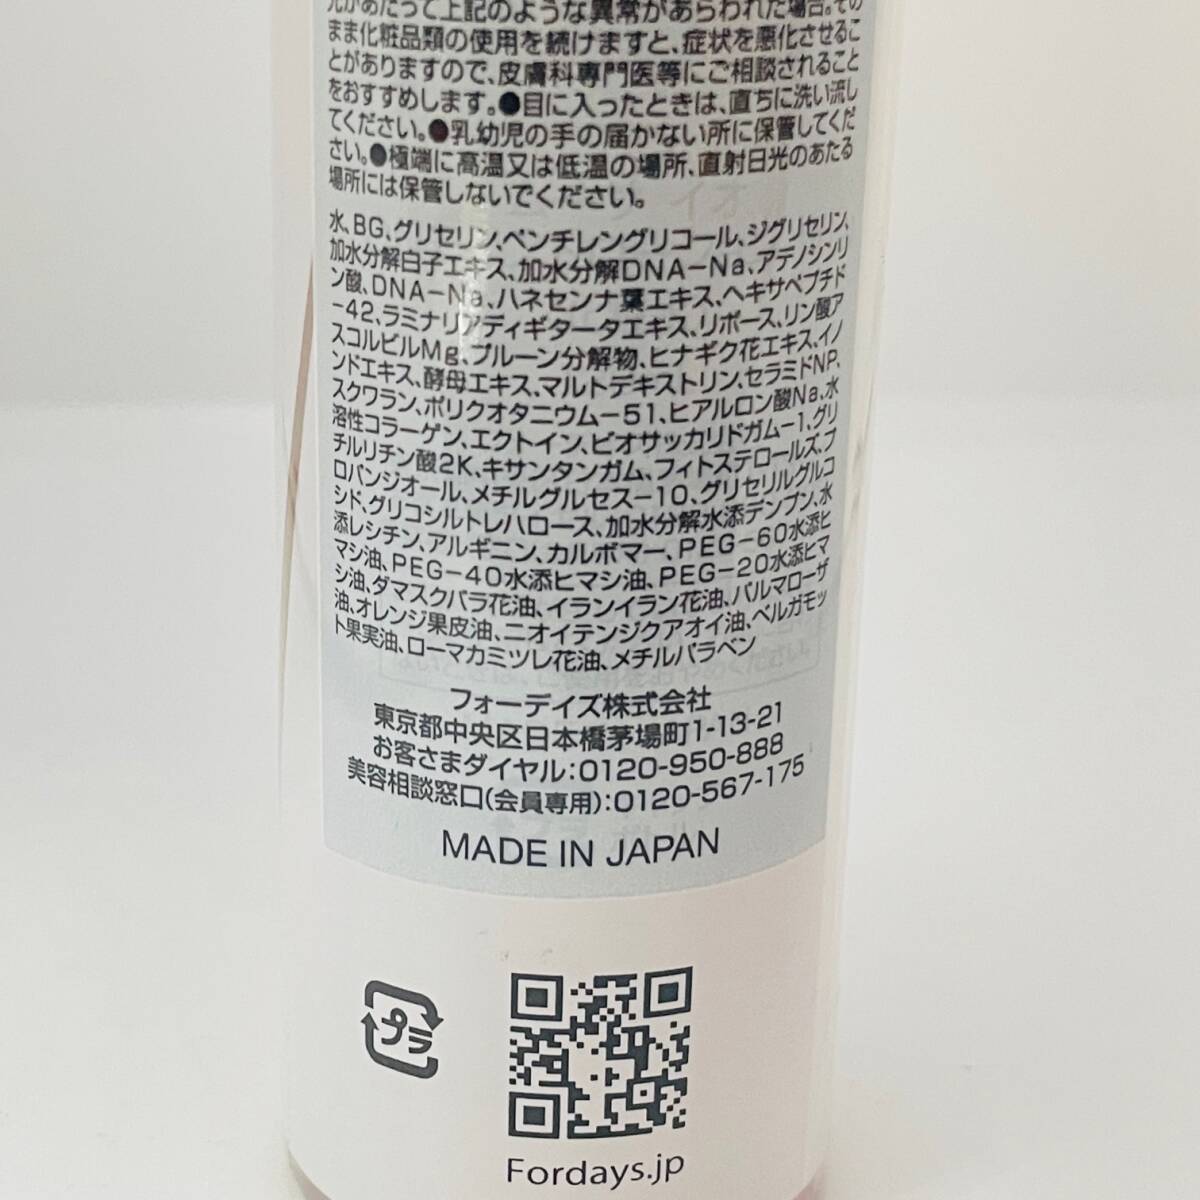 光があたって上記のような異常があらわれた場合。その
まま化粧品類の使用を続けますと、症状を悪化させるこ
とがありますので、皮膚科専門医等にご相談されること
をおすすめします。●目に入ったときは、直ちに洗い流し
てください。●乳幼児の手の届かない所に保管してくだ
さい。●極端に高温又は低温の場所、直射日光のあたる
場所には保管しないでください。
水、BG、グリセリン、ペンチレングリコール、ジグリセリン、
加水分解白子エキス、加水分解DNA-Na、アデノシンリ
ン酸、DNA-Na、ハネセンナ葉エキス、ヘキサペプチド
-42、ラミナリアディギタータエキス、リボース、リン酸ア
スコルビルMg、プルーン分解物、ヒナギク花エキス、イノ
ンドエキス、酵母エキス、マルトデキストリン、セラミドNP、
スクワラン、ポリクオタニウム-51、ヒアルロン酸Na、水
溶性コラーゲン、エクトイン、ビオサッカリドガム-1、グリ
チルリチン酸2K、キサンタンガム、フィトステロールズ、プ
ロパンジオール、メチルグルセス-10、グリセリルグルコ
シド、グリコシルトレハロース、加水分解水添デンプン、水
添レシチン、アルギニン、カルボマー、PEG-60水添ヒ
マシ油、PEG-40水添ヒマシ油、PEG-20水添ヒマ
シ油、ダマスクバラ花油、イランイラン花油、パルマローザ
油、オレンジ果皮油、ニオイテンジクアオイ油、ベルガモッ
ト果実油、ローマカミツレ花油、メチルパラベン
フォーデイズ株式会社
東京都中央区日本橋茅場町1-13-21
お客さまダイヤル:0120-950-888
美容相談窓口(会員専用):0120-567-175
MADE IN JAPAN
プラ
Fordays.jp